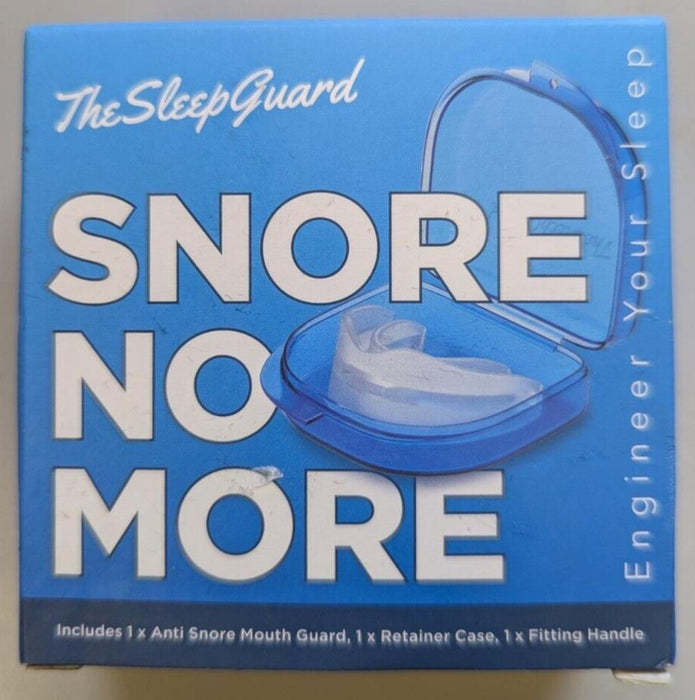 TheSleepGuard
SNORE
NO
MORE
Engineer Your Sleep
Includes 1 x Anti Snore Mouth Guard, 1 x Retainer Case, 1 x Fitting Handle